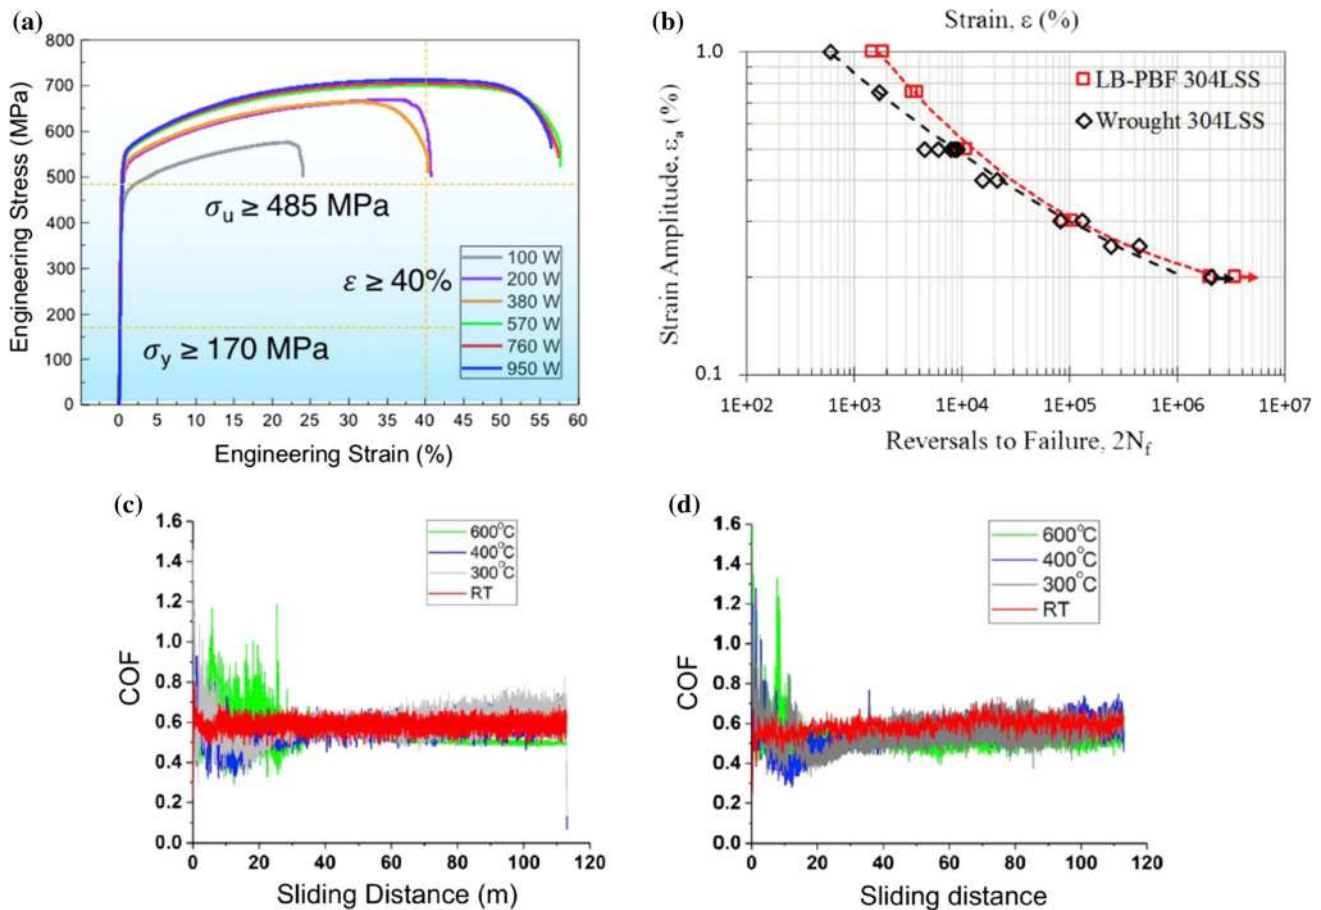 (a)
800
700
600
500
400
300
200
100
0
Engineering Stress (MPa)
σu ≥ 485 MPa
ε ≥ 40%
σy ≥ 170 MPa
100 W
200 W
380 W
570 W
760 W
950 W
0 5 10 15 20 25 30 35 40 45 50 55 60
Engineering Strain (%)
(b)
Strain, ε (%)
1.0
0.1
Strain Amplitude, εa (%)
LB-PBF 304LSS
Wrought 304LSS
1E+02 1E+03 1E+04 1E+05 1E+06 1E+07
Reversals to Failure, 2Nf
(c)
1.6
1.4
1.2
1.0
0.8
0.6
0.4
0.2
0.0
COF
600°C
400°C
300°C
RT
0 20 40 60 80 100 120
Sliding Distance (m)
(d)
1.6
1.4
1.2
1.0
0.8
0.6
0.4
0.2
0.0
COF
600°C
400°C
300°C
RT
0 20 40 60 80 100 120
Sliding distance